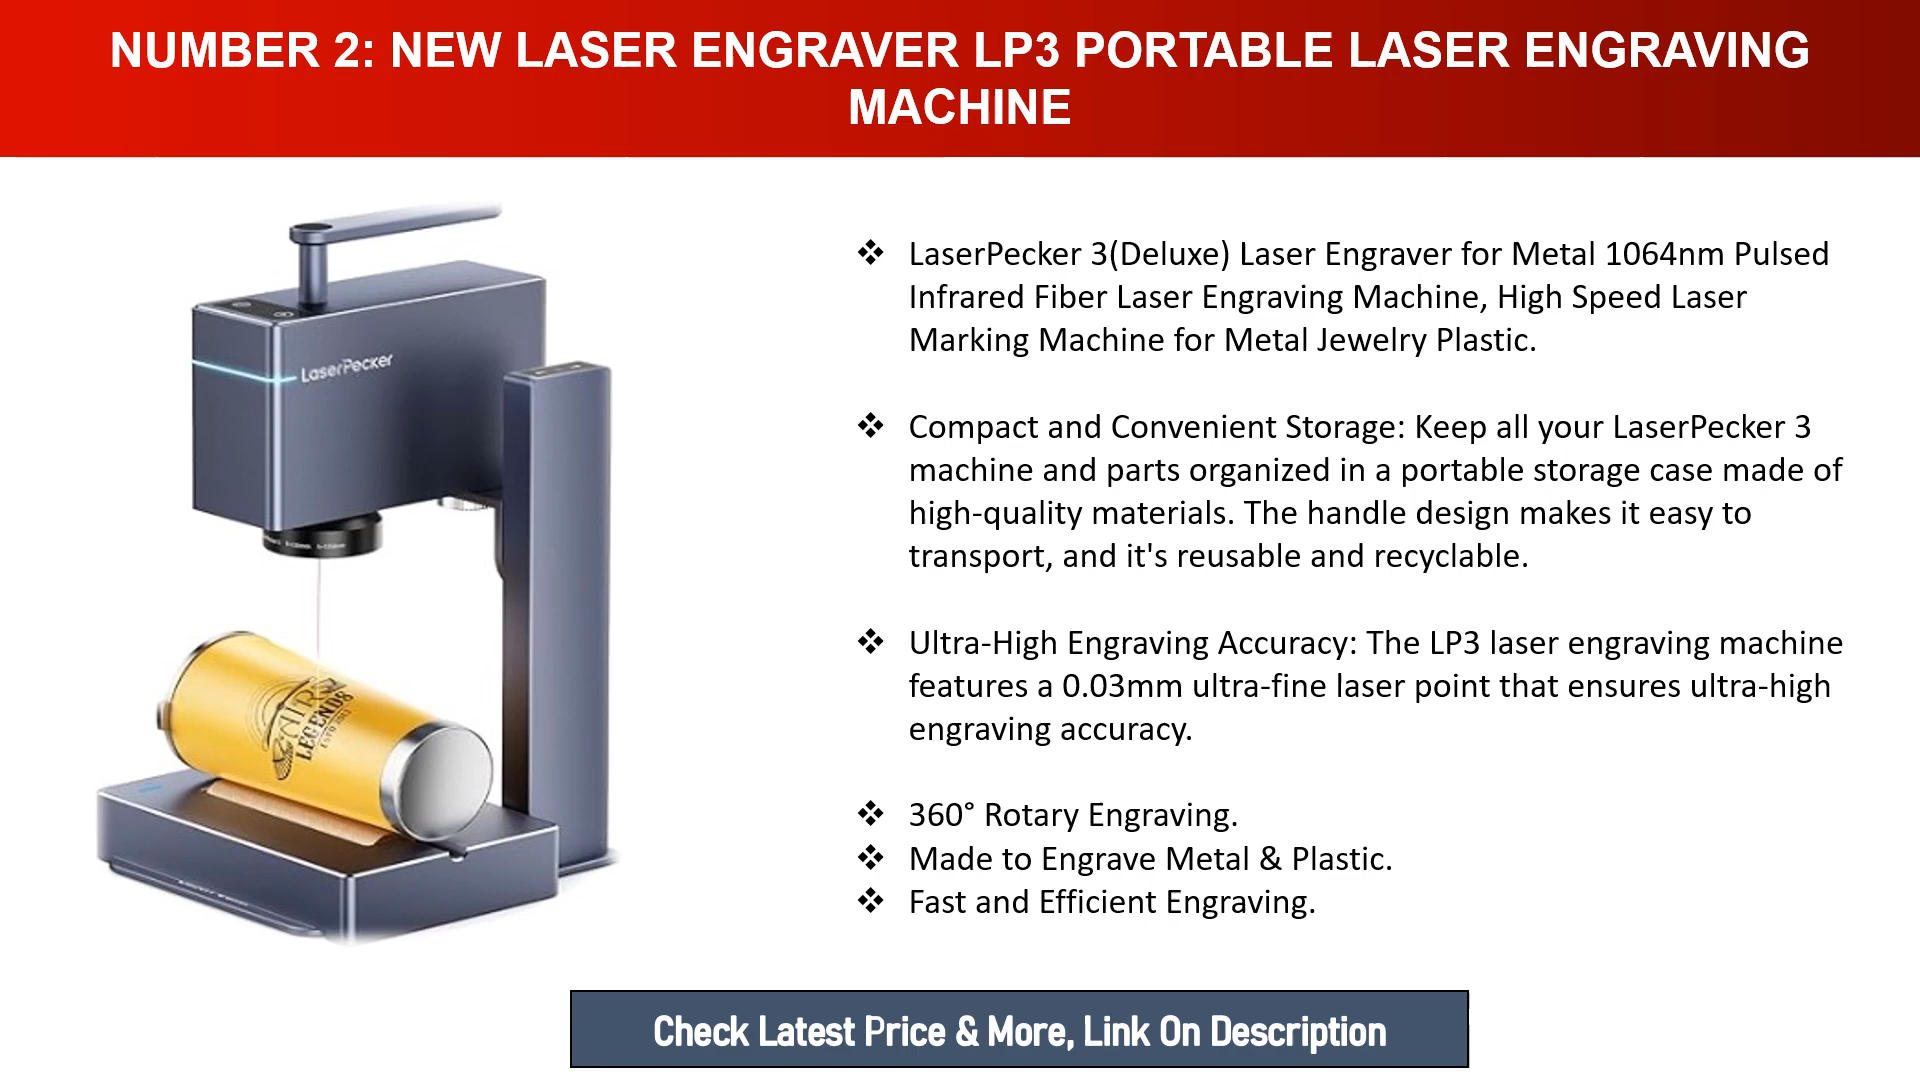 NUMBER 2: NEW LASER ENGRAVER LP3 PORTABLE LASER ENGRAVING
MACHINE
LaserPecker
AIR
LEGENDS
❖ LaserPecker 3(Deluxe) Laser Engraver for Metal 1064nm Pulsed
Infrared Fiber Laser Engraving Machine, High Speed Laser
Marking Machine for Metal Jewelry Plastic.
❖ Compact and Convenient Storage: Keep all your LaserPecker 3
machine and parts organized in a portable storage case made of
high-quality materials. The handle design makes it easy to
transport, and it's reusable and recyclable.
❖ Ultra-High Engraving Accuracy: The LP3 laser engraving machine
features a 0.03mm ultra-fine laser point that ensures ultra-high
engraving accuracy.
❖ 360° Rotary Engraving.
❖ Made to Engrave Metal & Plastic.
❖ Fast and Efficient Engraving.
Check Latest Price & More, Link On Description